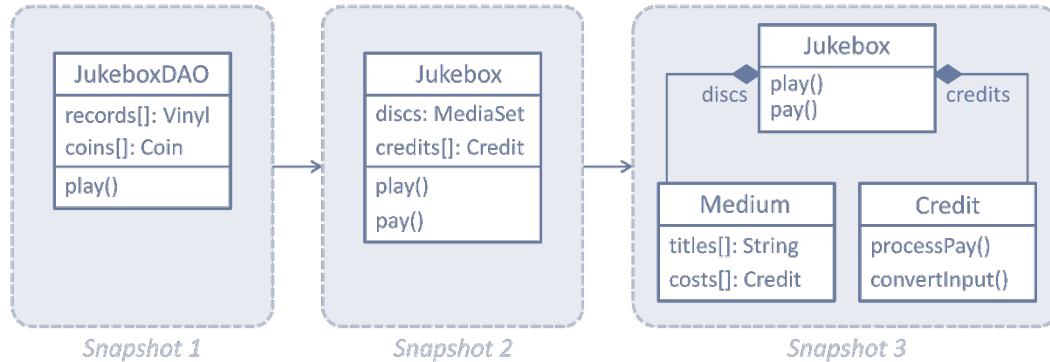 JukeboxDAO
records[]: Vinyl
coins[]: Coin
play()
Snapshot 1
Jukebox
discs: MediaSet
credits[]: Credit
play()
pay()
Snapshot 2
Jukebox
play()
pay()
discs
credits
Medium
titles[]: String
costs[]: Credit
Credit
processPay()
convertInput()
Snapshot 3